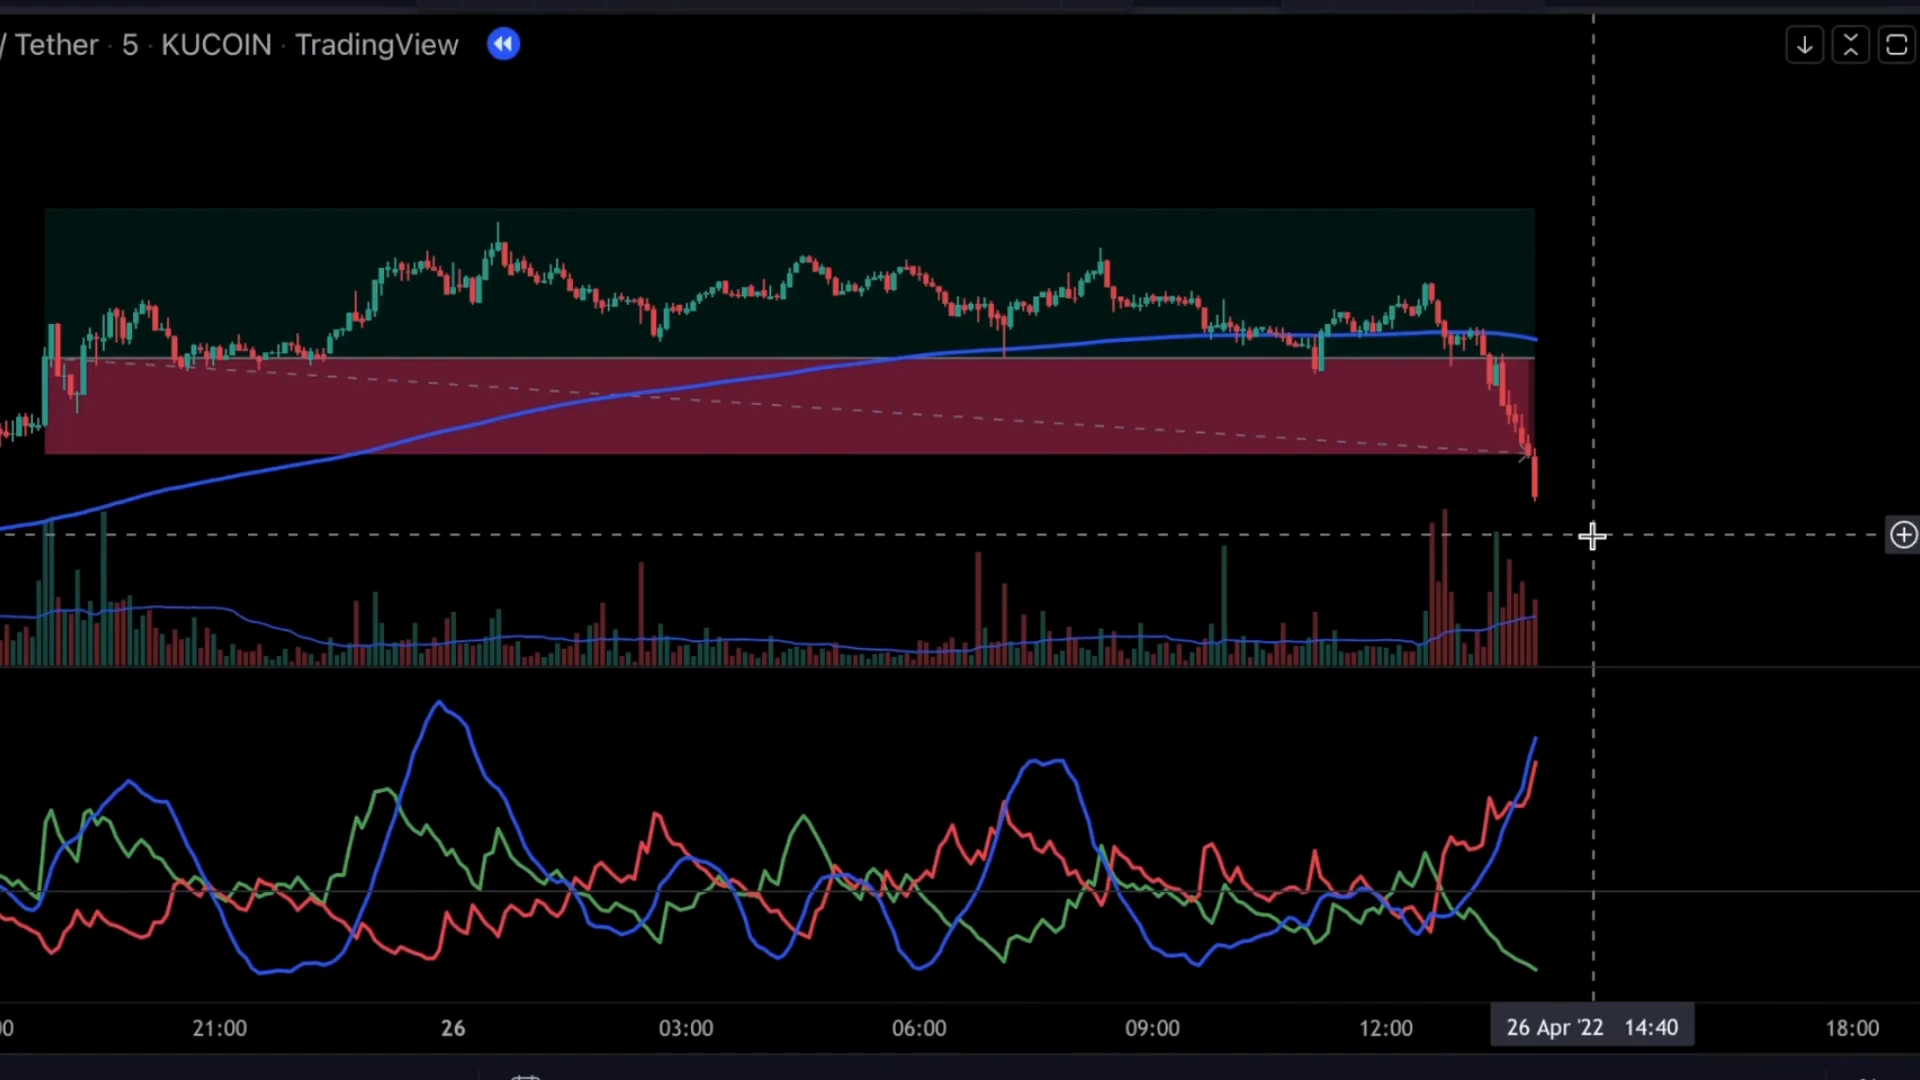 / Tether · 5 · KUCOIN · TradingView
00 21:00 26 03:00 06:00 09:00 12:00 26 Apr '22 14:40 18:00